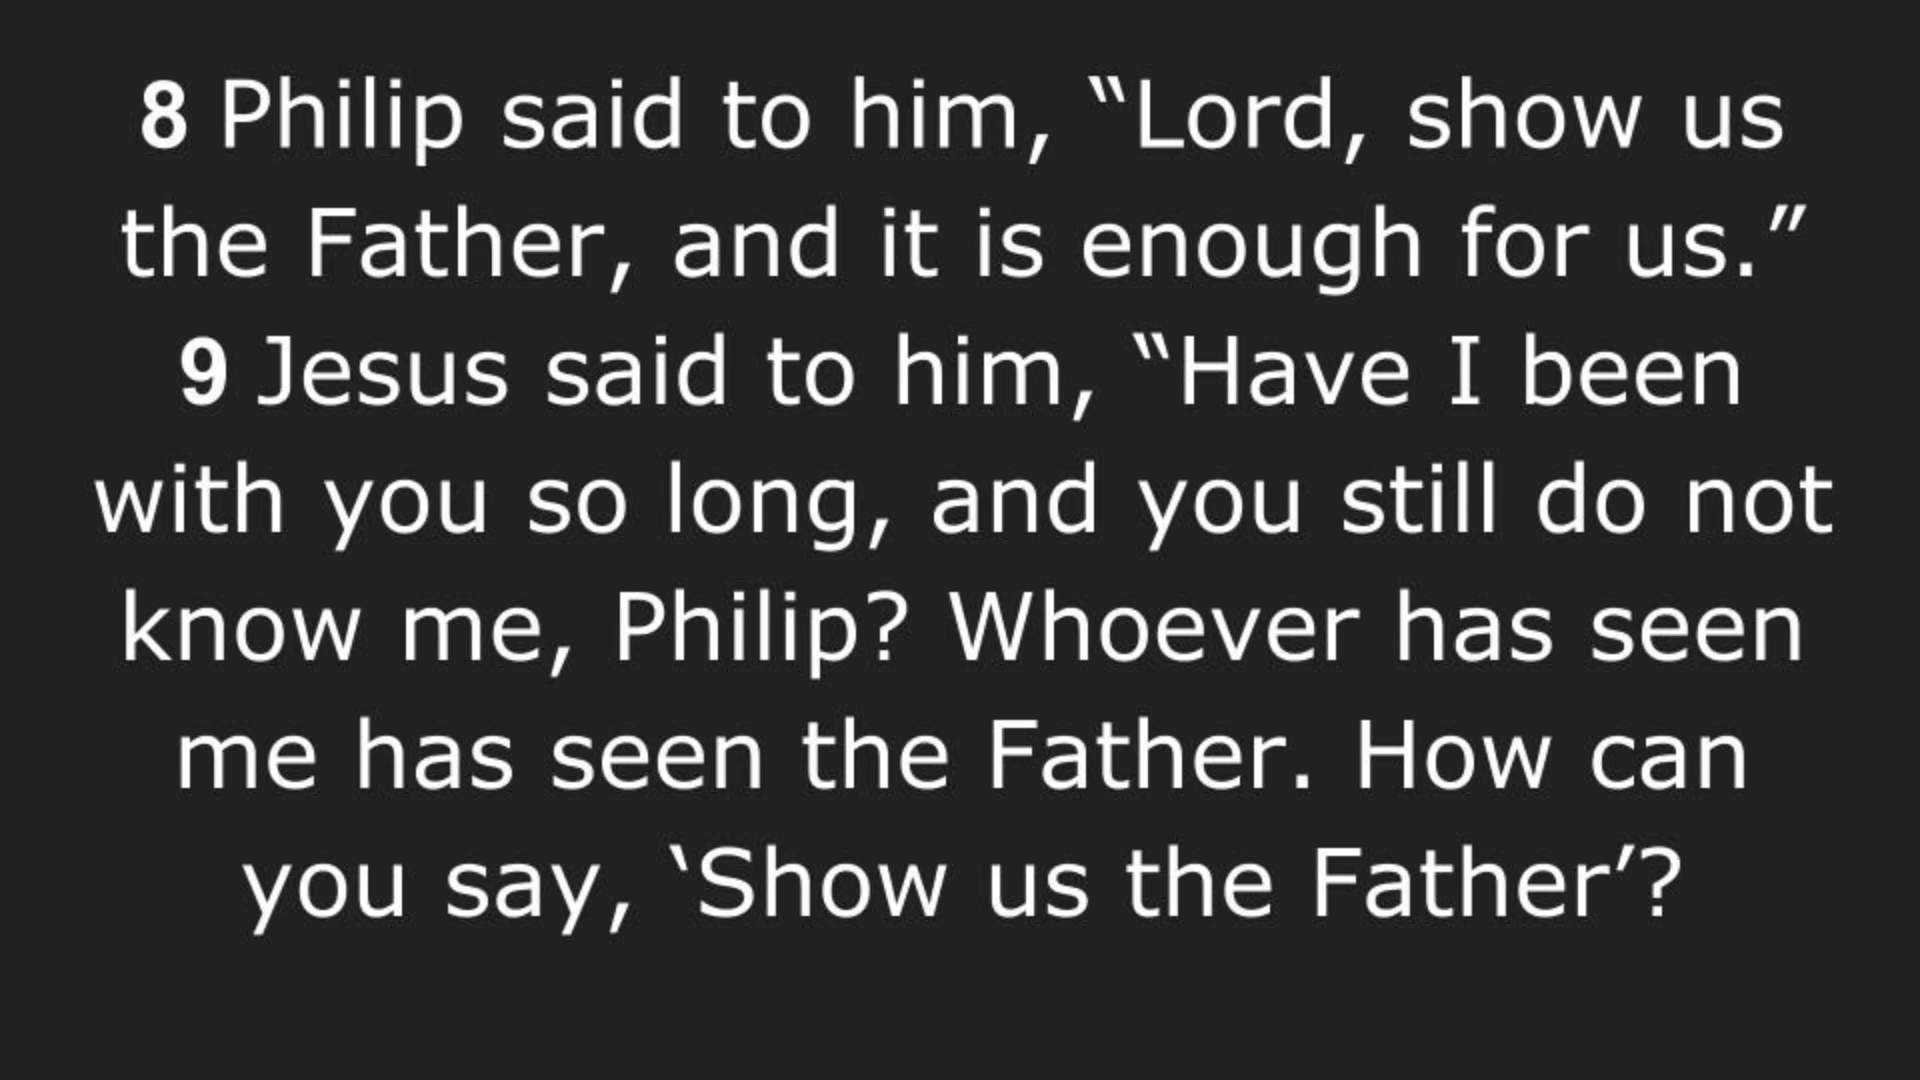 8 Philip said to him, “Lord, show us
the Father, and it is enough for us.”
9 Jesus said to him, “Have I been
with you so long, and you still do not
know me, Philip? Whoever has seen
me has seen the Father. How can
you say, ‘Show us the Father’?